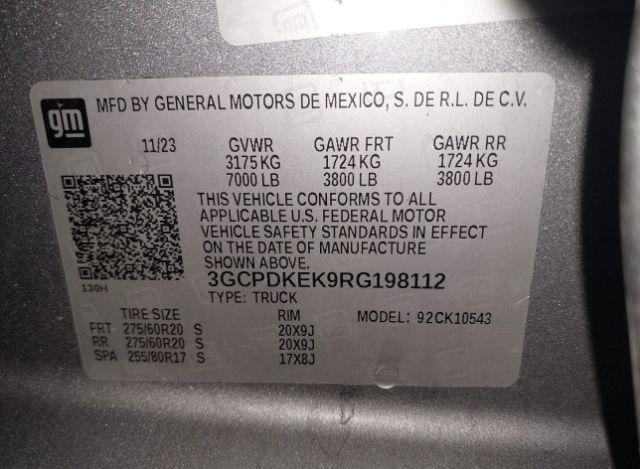 gm
MFD BY GENERAL MOTORS DE MEXICO, S. DE R.L. DE C.V.
11/23 GVWR GAWR FRT GAWR RR
3175 KG 1724 KG 1724 KG
7000 LB 3800 LB 3800 LB
THIS VEHICLE CONFORMS TO ALL
APPLICABLE U.S. FEDERAL MOTOR
VEHICLE SAFETY STANDARDS IN EFFECT
ON THE DATE OF MANUFACTURE
SHOWN ABOVE.
130H
3GCPDKEK9RG198112
TYPE: TRUCK
TIRE SIZE RIM MODEL: 92CK10543
FRT 275/60R20 S 20X9J
RR 275/60R20 S 20X9J
SPA 255/80R17 S 17X8J